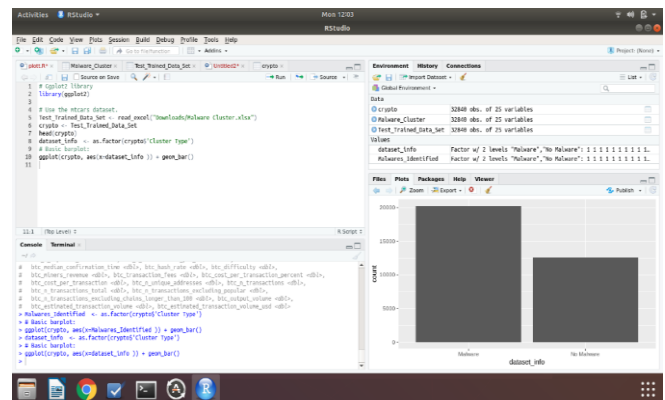 Activities RStudio Mon 12:03
RStudio
File Edit Code View Plots Session Build Debug Profile Tools Help
Go to file/function Addins
Project: (None)
plott.R* Malware_Cluster Test_Trained_Data_Set Untitled2* crypto
Source on Save Run Source
1 # Ggplot2 library
2 library(ggplot2)
3
4 # Use the mtcars dataset.
5 Test_Trained_Data_Set <- read_excel("Downloads/Malware Cluster.xlsx")
6 crypto <- Test_Trained_Data_Set
7 head(crypto)
8 dataset_info <- as.factor(crypto$'Cluster Type')
9 # Basic barplot:
10 ggplot(crypto, aes(x=dataset_info )) + geom_bar()
11
11:1 (Top Level) R Script
Console Terminal
# btc_median_confirmation_time <dbl>, btc_hash_rate <dbl>, btc_difficulty <dbl>,
# btc_miners_revenue <dbl>, btc_transaction_fees <dbl>, btc_cost_per_transaction_percent <dbl>,
# btc_cost_per_transaction <dbl>, btc_n_unique_addresses <dbl>, btc_n_transactions <dbl>,
# btc_n_transactions_total <dbl>, btc_n_transactions_excluding_popular <dbl>,
# btc_n_transactions_excluding_chains_longer_than_100 <dbl>, btc_output_volume <dbl>,
# btc_estimated_transaction_volume <dbl>, btc_estimated_transaction_volume_usd <dbl>
> Malwares_Identified <- as.factor(crypto$'Cluster Type')
> # Basic barplot:
> ggplot(crypto, aes(x=Malwares_Identified )) + geom_bar()
> dataset_info <- as.factor(crypto$'Cluster Type')
> # Basic barplot:
> ggplot(crypto, aes(x=dataset_info )) + geom_bar()
>
Environment History Connections
Import Dataset List
Global Environment
Data
crypto 32840 obs. of 25 variables
Malware_Cluster 32840 obs. of 25 variables
Test_Trained_Data_Set 32840 obs. of 25 variables
Values
dataset_info Factor w/ 2 levels "Malware","No Malware": 1 1 1 1 1 1 1 1 1 1...
Malwares_Identified Factor w/ 2 levels "Malware","No Malware": 1 1 1 1 1 1 1 1 1 1...
Files Plots Packages Help Viewer
Zoom Export Publish
20000
15000
10000
5000
0
count
Malware No Malware
dataset_info